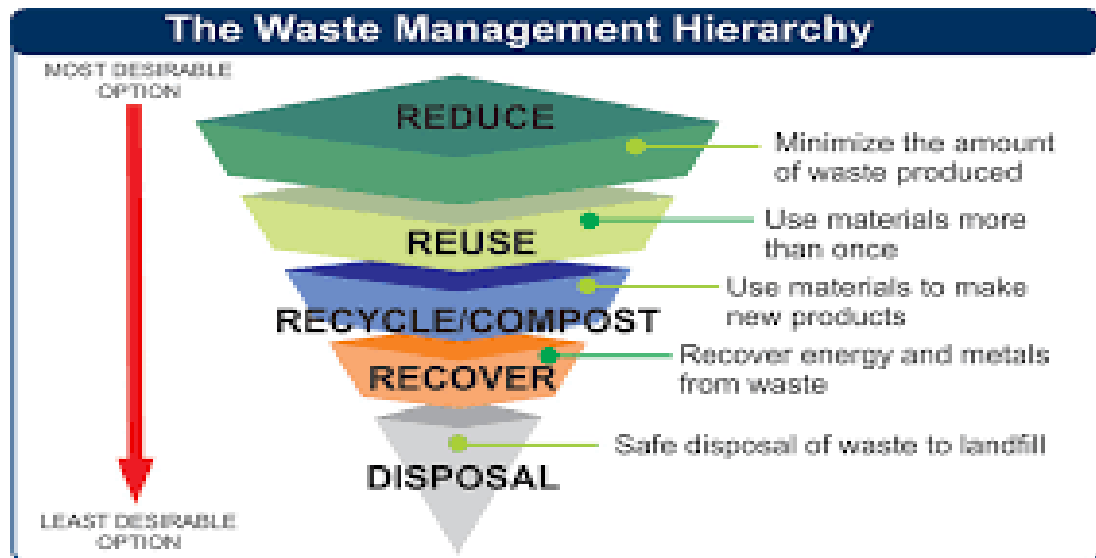 The Waste Management Hierarchy
MOST DESIRABLE
OPTION
REDUCE
Minimize the amount
of waste produced
REUSE
Use materials more
than once
RECYCLE/COMPOST
Use materials to make
new products
RECOVER
Recover energy and metals
from waste
DISPOSAL
Safe disposal of waste to landfill
LEAST DESIRABLE
OPTION